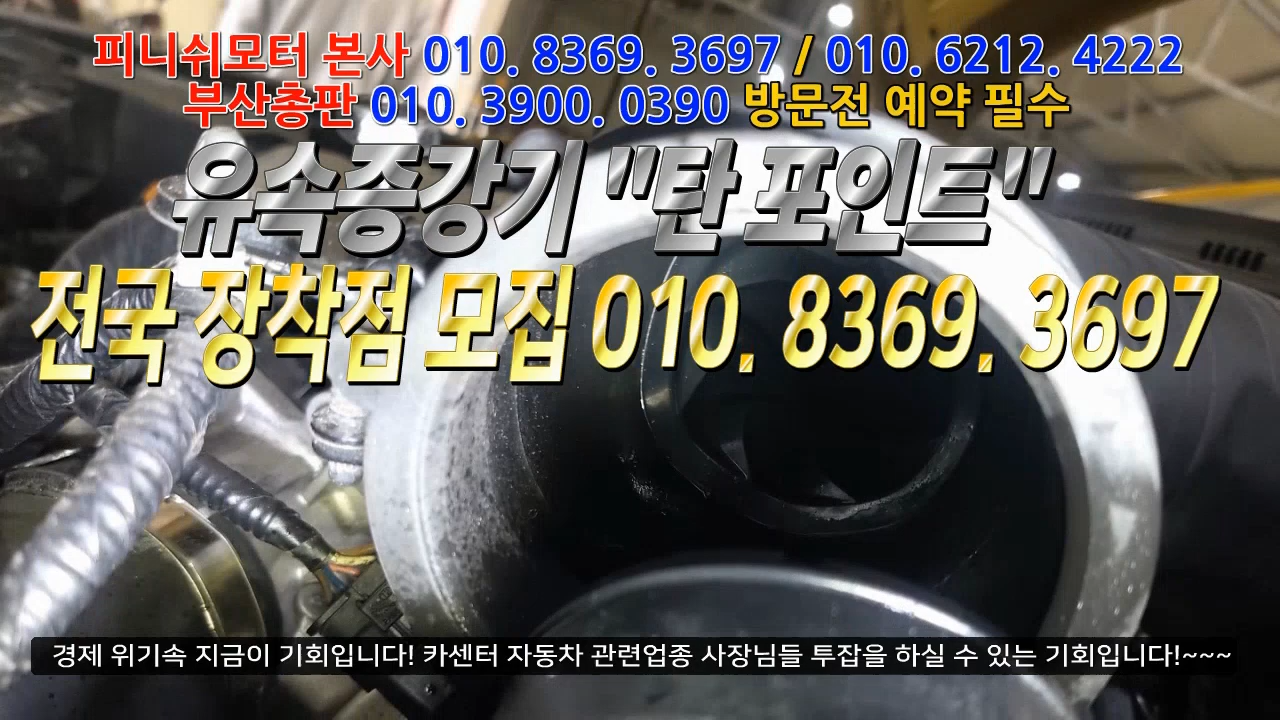 피니쉬모터 본사 010. 8369. 3697 / 010. 6212. 4222
부산총판 010. 3900. 0390 방문전 예약 필수
유속증강기 "탄 포인트"
전국 장착점 모집 010. 8369. 3697
경제 위기속 지금이 기회입니다! 카센터 자동차 관련업종 사장님들 투잡을 하실 수 있는 기회입니다!~~~